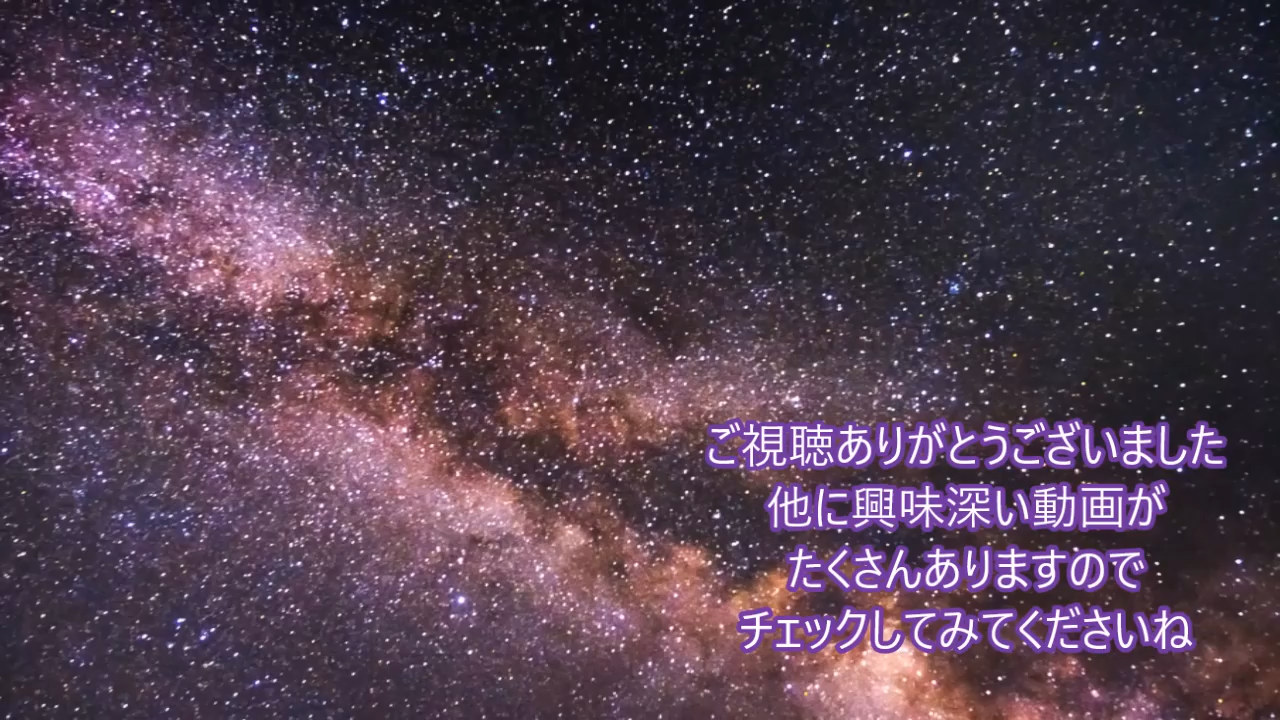 ご視聴ありがとうございました
他に興味深い動画が
たくさんありますので
チェックしてみてくださいね